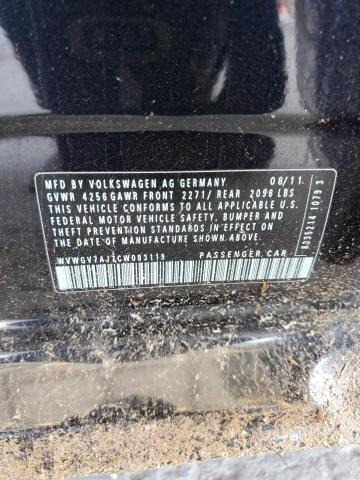 MFD BY VOLKSWAGEN AG GERMANY 08/11.
GVWR 4256 GAWR FRONT 2271/ REAR 2096 LBS
THIS VEHICLE CONFORMS TO ALL APPLICABLE U.S.
FEDERAL MOTOR VEHICLE SAFETY, BUMPER AND
THEFT PREVENTION STANDARDS IN EFFECT ON THE
DATE OF MANUFACTURE SHOWN ABOVE.
PASSENGER CAR